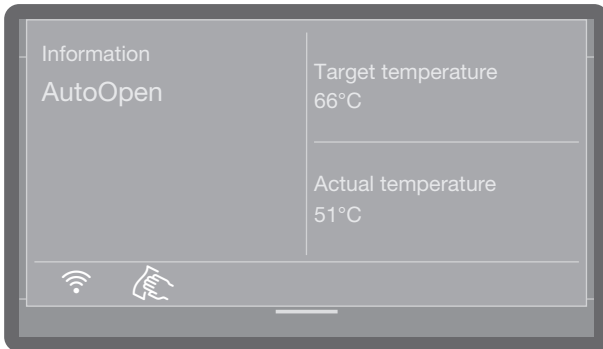 Information
AutoOpen
Target temperature
66°C
Actual temperature
51°C